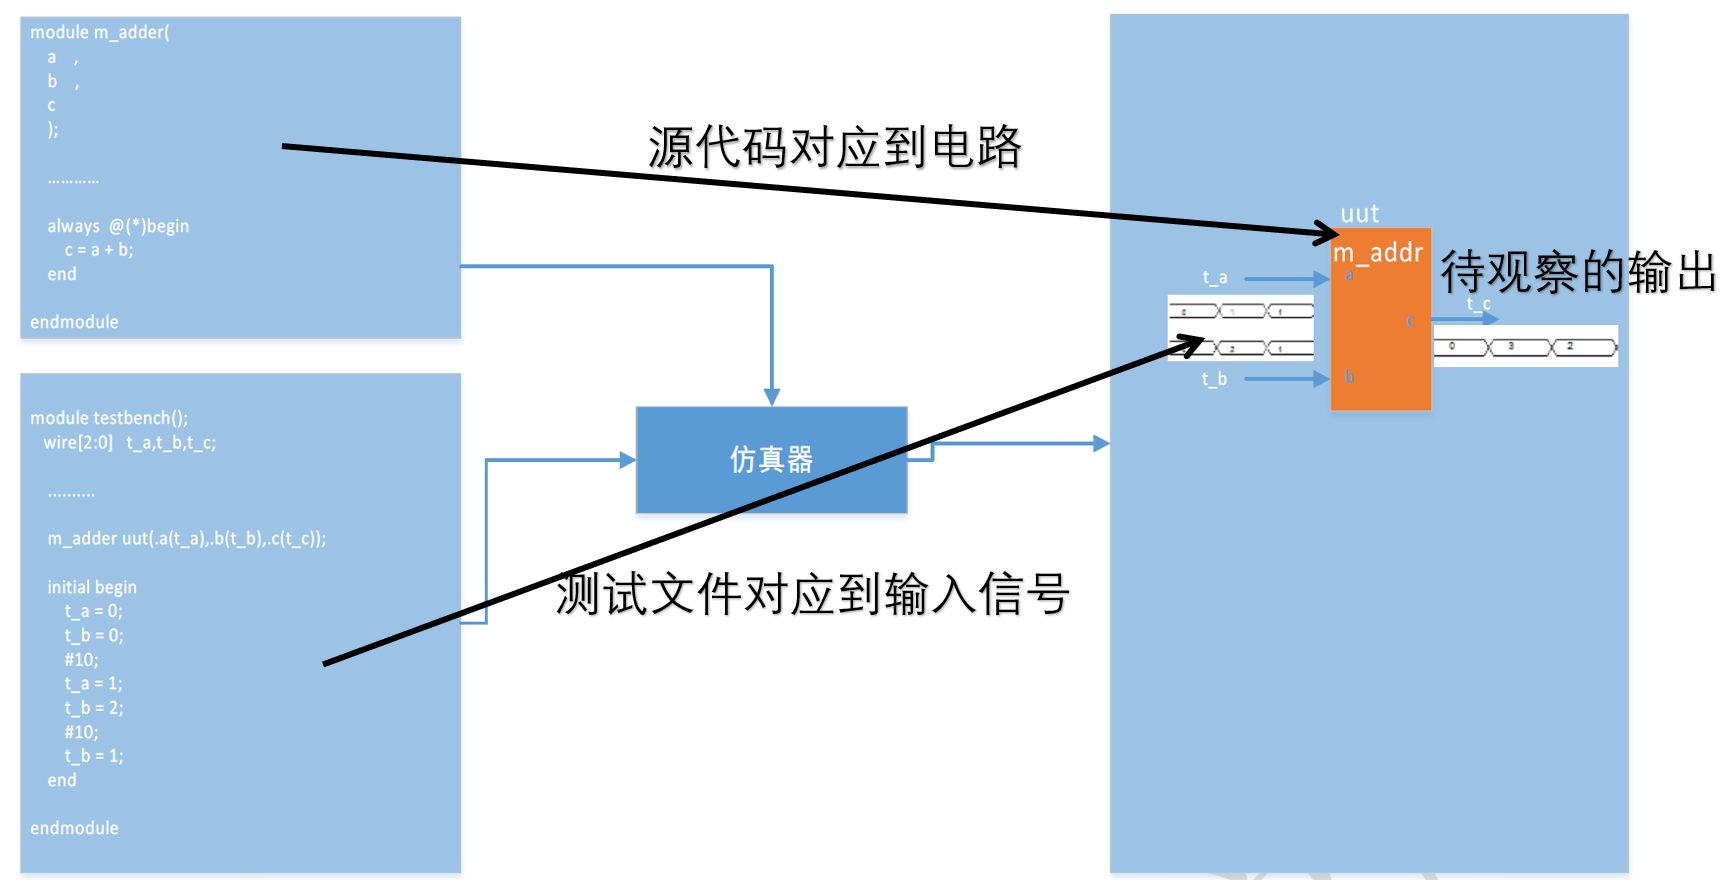 module m_adder(
a ,
b ,
c
);
…………
always @(*)begin
c = a + b;
end
endmodule
module testbench();
wire[2:0] t_a,t_b,t_c;
……….
m_adder uut(.a(t_a),.b(t_b),.c(t_c));
initial begin
t_a = 0;
t_b = 0;
#10;
t_a = 1;
t_b = 2;
#10;
t_b = 1;
end
endmodule
源代码对应到电路
仿真器
测试文件对应到输入信号
uut
m_addr
待观察的输出
t_a
a
t_c
c
0 1 1
2 1
0 3 2
t_b
b